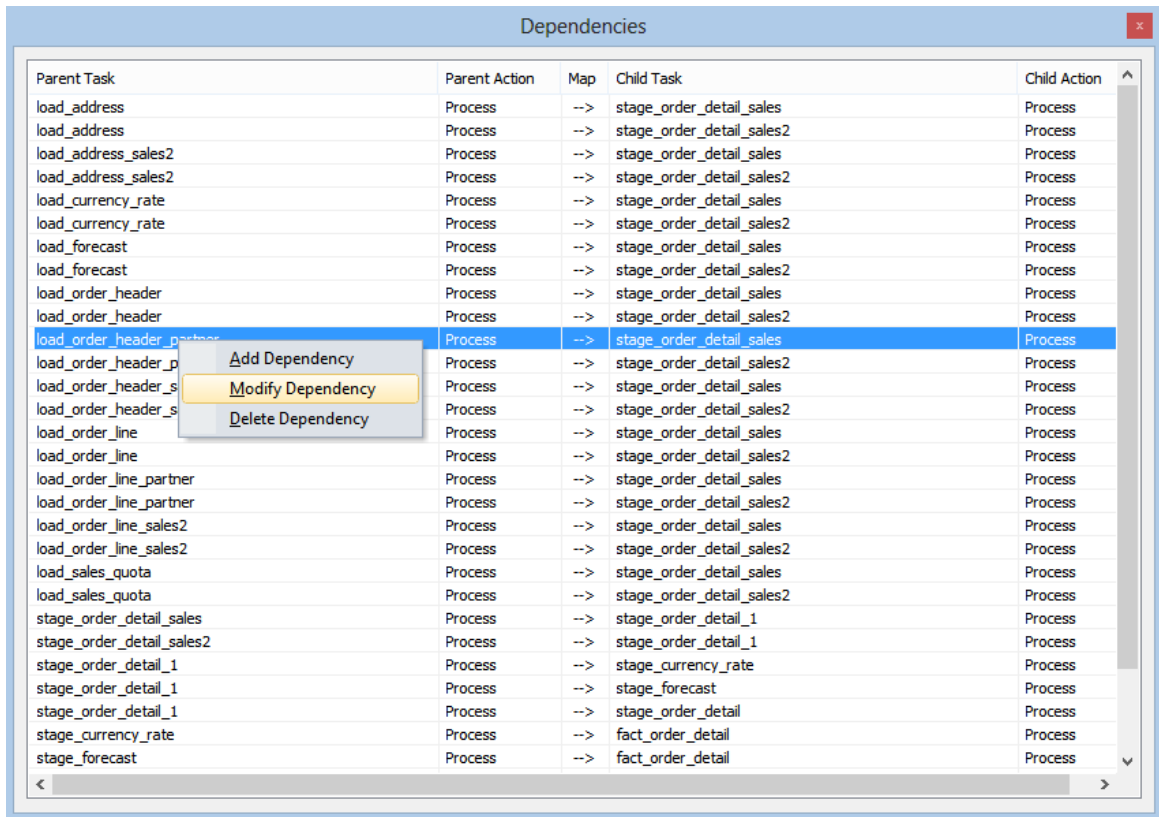 Dependencies
x
Parent Task Parent Action Map Child Task Child Action
load_address Process --> stage_order_detail_sales Process
load_address Process --> stage_order_detail_sales2 Process
load_address_sales2 Process --> stage_order_detail_sales Process
load_address_sales2 Process --> stage_order_detail_sales2 Process
load_currency_rate Process --> stage_order_detail_sales Process
load_currency_rate Process --> stage_order_detail_sales2 Process
load_forecast Process --> stage_order_detail_sales Process
load_forecast Process --> stage_order_detail_sales2 Process
load_order_header Process --> stage_order_detail_sales Process
load_order_header Process --> stage_order_detail_sales2 Process
load_order_header_partner Process --> stage_order_detail_sales Process
load_order_header_p Add Dependency Process --> stage_order_detail_sales2 Process
load_order_header_s Modify Dependency Process --> stage_order_detail_sales Process
load_order_header_s Delete Dependency Process --> stage_order_detail_sales2 Process
load_order_line Process --> stage_order_detail_sales Process
load_order_line Process --> stage_order_detail_sales2 Process
load_order_line_partner Process --> stage_order_detail_sales Process
load_order_line_partner Process --> stage_order_detail_sales2 Process
load_order_line_sales2 Process --> stage_order_detail_sales Process
load_order_line_sales2 Process --> stage_order_detail_sales2 Process
load_sales_quota Process --> stage_order_detail_sales Process
load_sales_quota Process --> stage_order_detail_sales2 Process
stage_order_detail_sales Process --> stage_order_detail_1 Process
stage_order_detail_sales2 Process --> stage_order_detail_1 Process
stage_order_detail_1 Process --> stage_currency_rate Process
stage_order_detail_1 Process --> stage_forecast Process
stage_order_detail_1 Process --> stage_order_detail Process
stage_currency_rate Process --> fact_order_detail Process
stage_forecast Process --> fact_order_detail Process